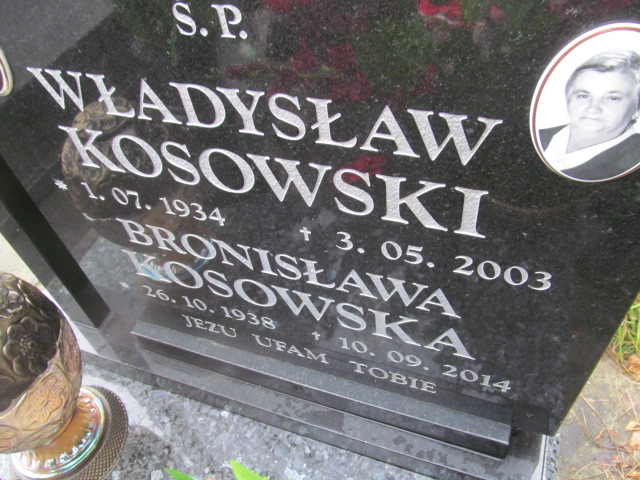 Ś.P.
WŁADYSŁAW
KOSOWSKI
* 1.07.1934 † 3.05.2003
BRONISŁAWA
KOSOWSKA
26.10.1938 † 10.09.2014
JEZU UFAM TOBIE